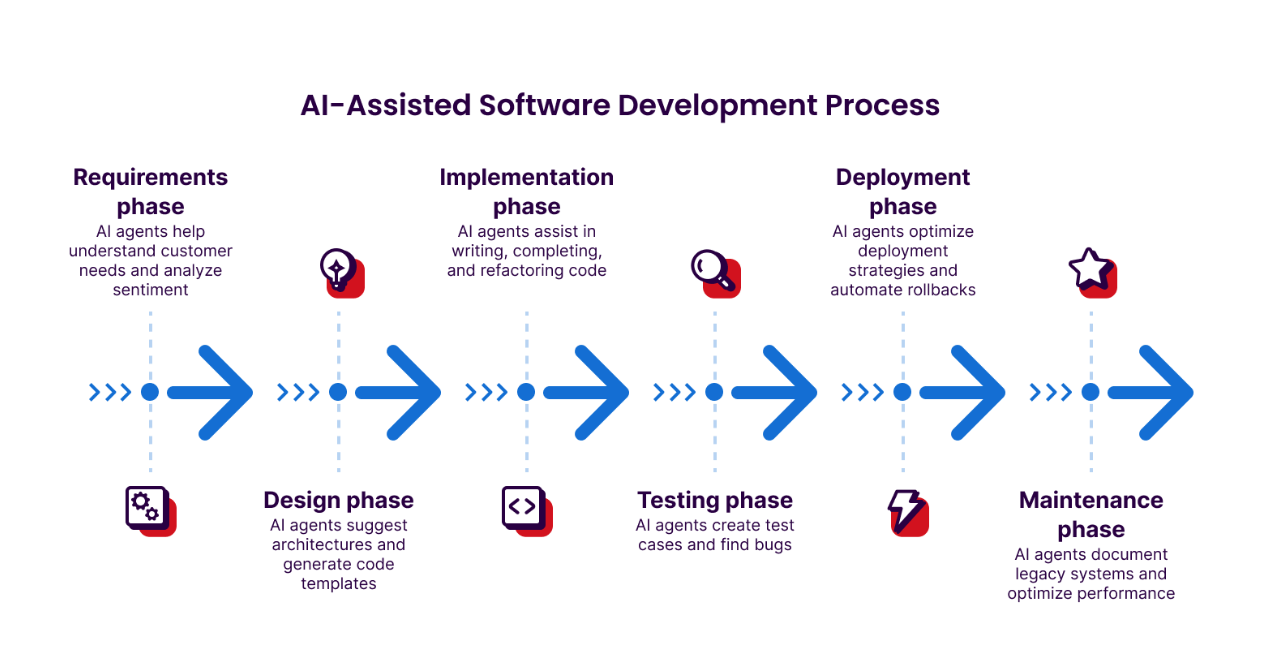 AI-Assisted Software Development Process
Requirements
phase
AI agents help
understand customer
needs and analyze
sentiment
Design phase
AI agents suggest
architectures and
generate code
templates
Implementation
phase
AI agents assist in
writing, completing,
and refactoring code
Testing phase
AI agents create test
cases and find bugs
Deployment
phase
AI agents optimize
deployment
strategies and
automate rollbacks
Maintenance
phase
AI agents document
legacy systems and
optimize performance